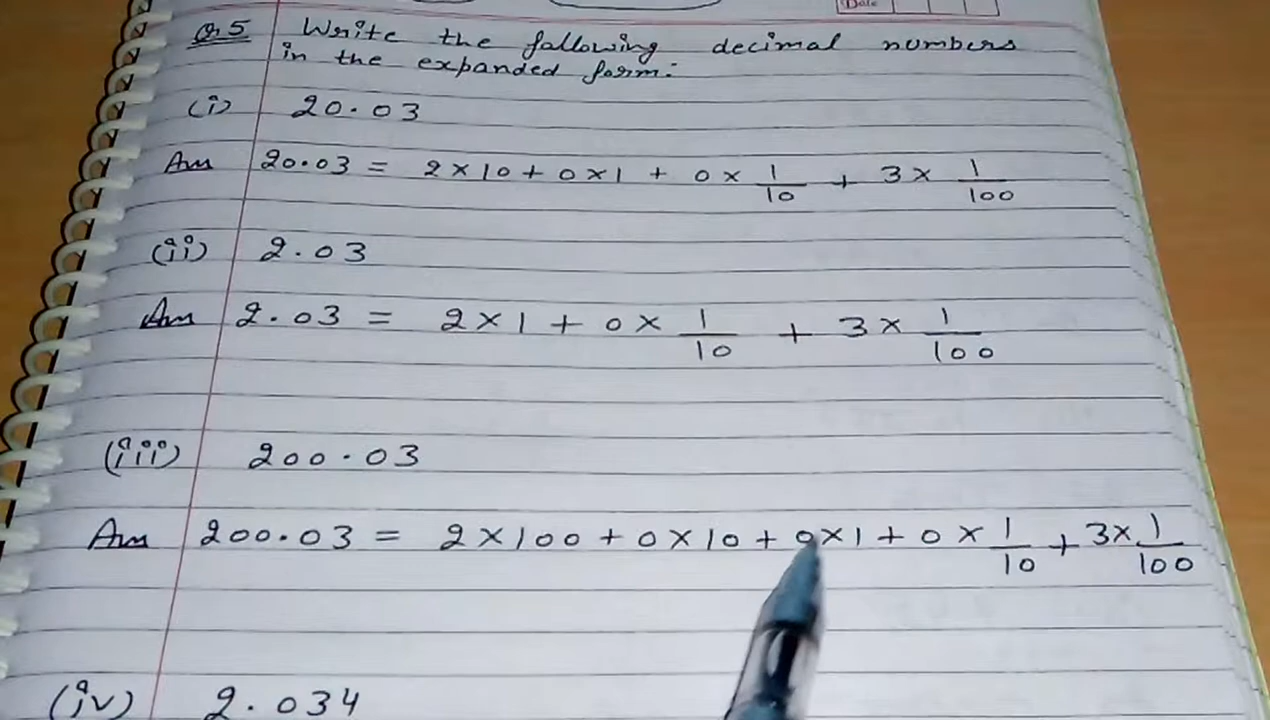 Date
Q.5 Write the following decimal numbers
in the expanded form:
(i) 20.03
Ans 20.03 = 2 × 10 + 0 × 1 + 0 × 1/10 + 3 × 1/100
(ii) 2.03
Ans 2.03 = 2 × 1 + 0 × 1/10 + 3 × 1/100
(iii) 200.03
Ans 200.03 = 2 × 100 + 0 × 10 + 0 × 1 + 0 × 1/10 + 3 × 1/100
(iv) 2.034